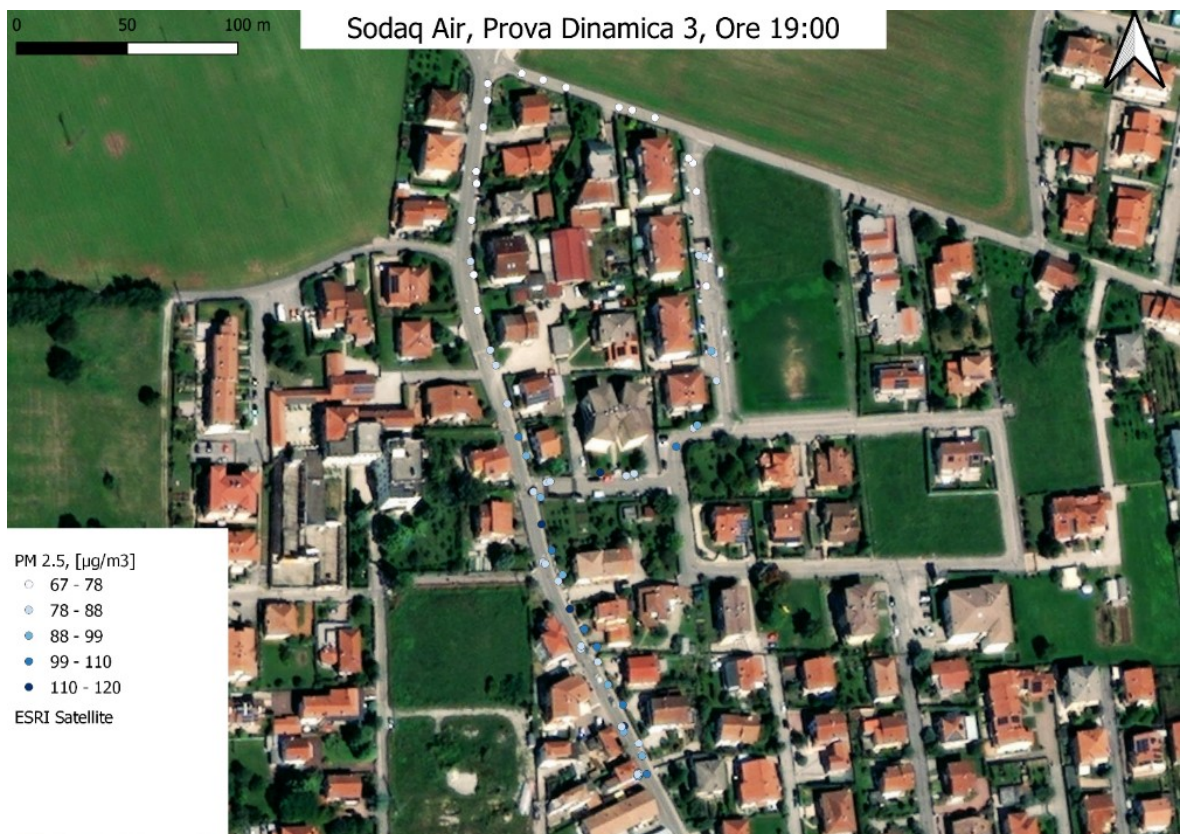 Sodaq Air, Prova Dinamica 3, Ore 19:00
0 50 100 m
PM 2.5, [µg/m3]
67 - 78
78 - 88
88 - 99
99 - 110
110 - 120
ESRI Satellite